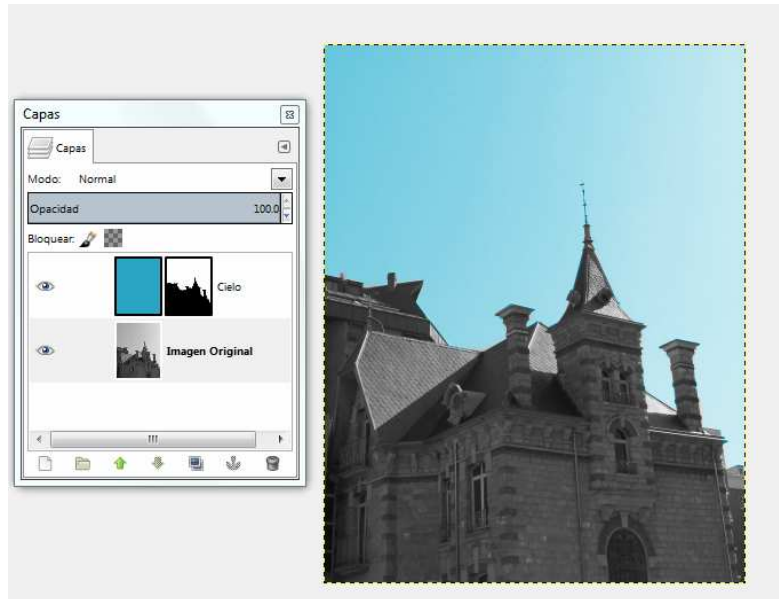 Capas
Capas
Modo: Normal
Opacidad 100.0
Bloquear:
Cielo
Imagen Original